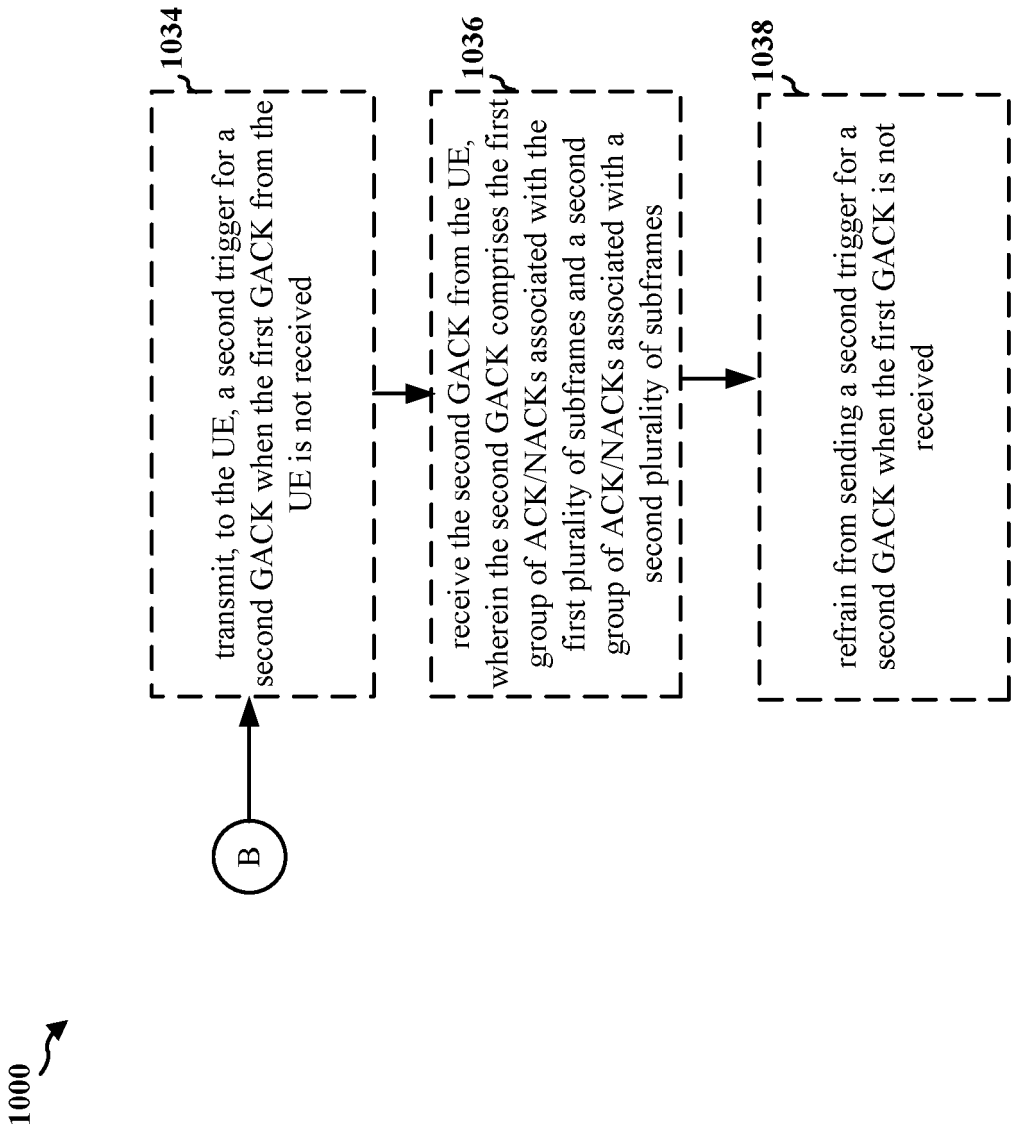 1000
B
1034
transmit, to the UE, a second trigger for a
second GACK when the first GACK from the
UE is not received
1036
receive the second GACK from the UE,
wherein the second GACK comprises the first
group of ACK/NACKs associated with the
first plurality of subframes and a second
group of ACK/NACKs associated with a
second plurality of subframes
1038
refrain from sending a second trigger for a
second GACK when the first GACK is not
received